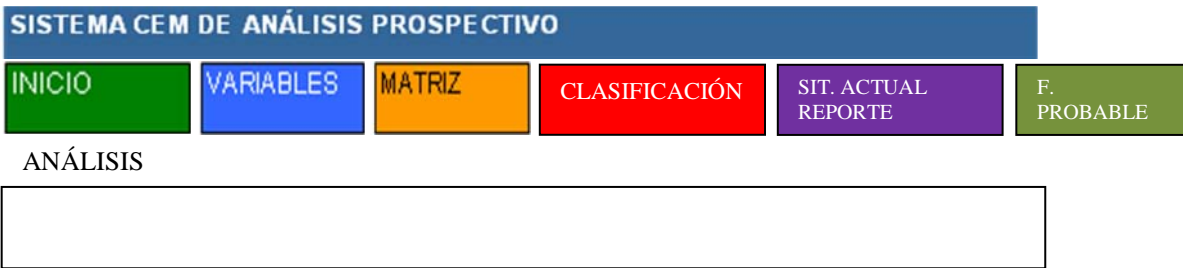 SISTEMA CEM DE ANÁLISIS PROSPECTIVO
INICIO
VARIABLES
MATRIZ
CLASIFICACIÓN
SIT. ACTUAL
REPORTE
F.
PROBABLE
ANÁLISIS